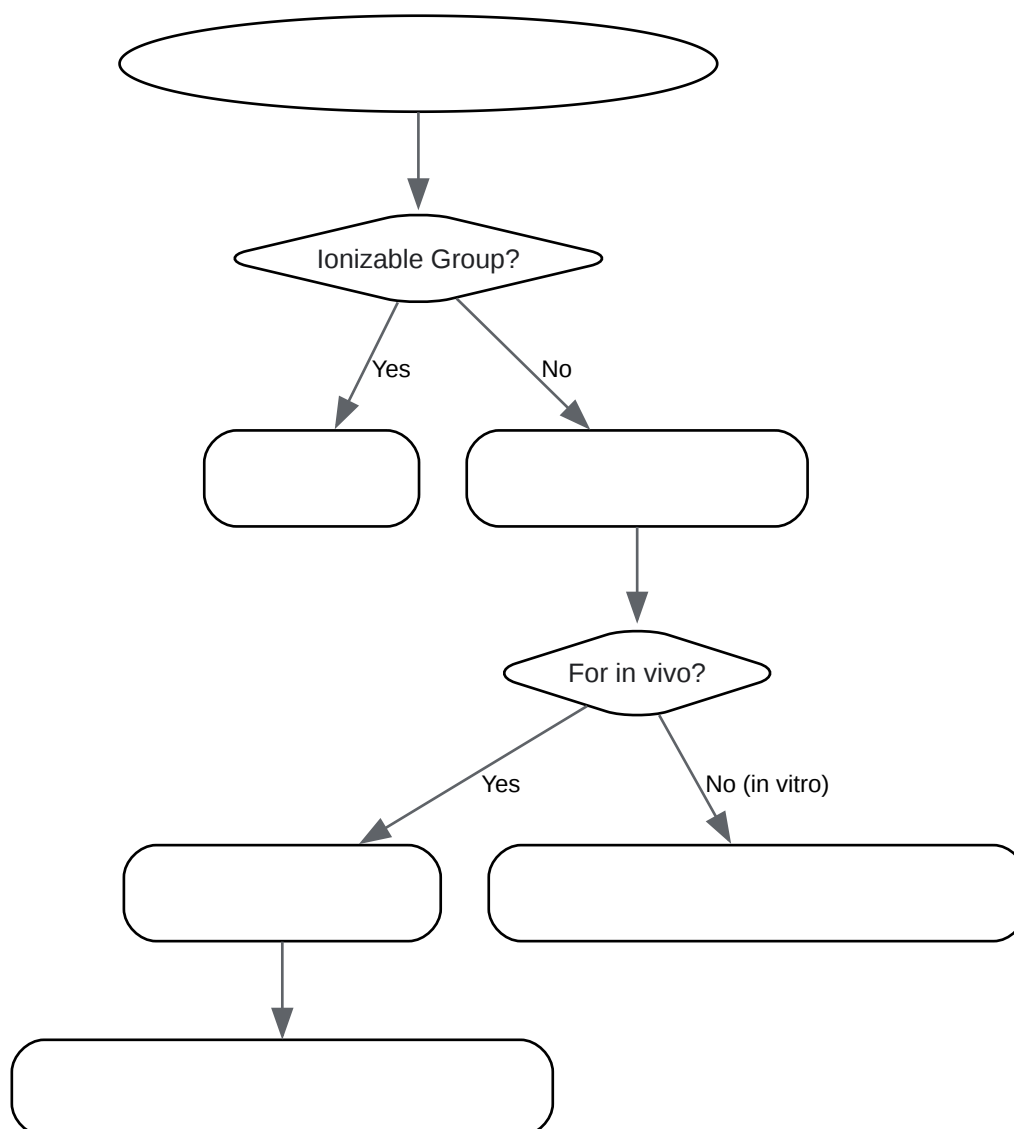 Ionizable Group?
Yes
No
For in vivo?
Yes
No (in vitro)